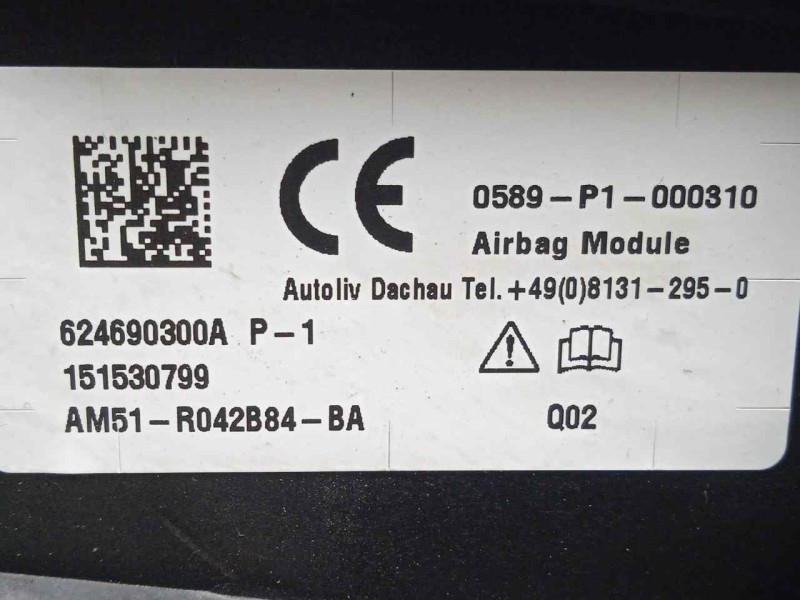 CE
0589-P1-000310
Airbag Module
Autoliv Dachau Tel. +49(0)8131-295-0
624690300A P-1
151530799
AM51-R042B84-BA
Q02